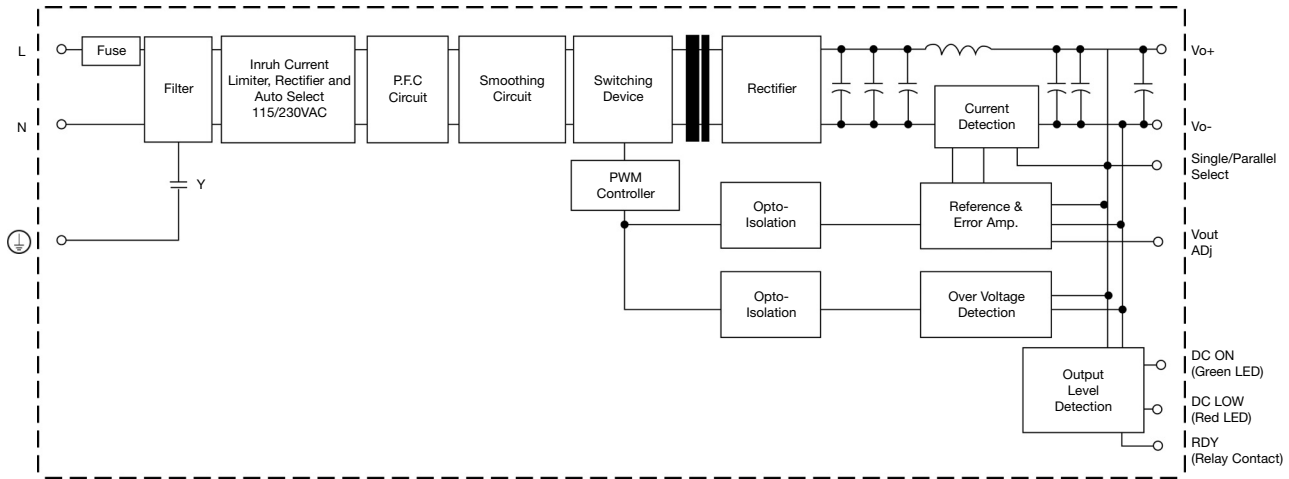 L
Fuse
Filter
Inruh Current
Limiter, Rectifier and
Auto Select
115/230VAC
P.F.C
Circuit
Smoothing
Circuit
Switching
Device
Rectifier
Current
Detection
Vo+
N
Vo-
Single/Parallel
Select
Y
PWM
Controller
Opto-
Isolation
Reference &
Error Amp.
Vout
ADj
Opto-
Isolation
Over Voltage
Detection
Output
Level
Detection
DC ON
(Green LED)
DC LOW
(Red LED)
RDY
(Relay Contact)